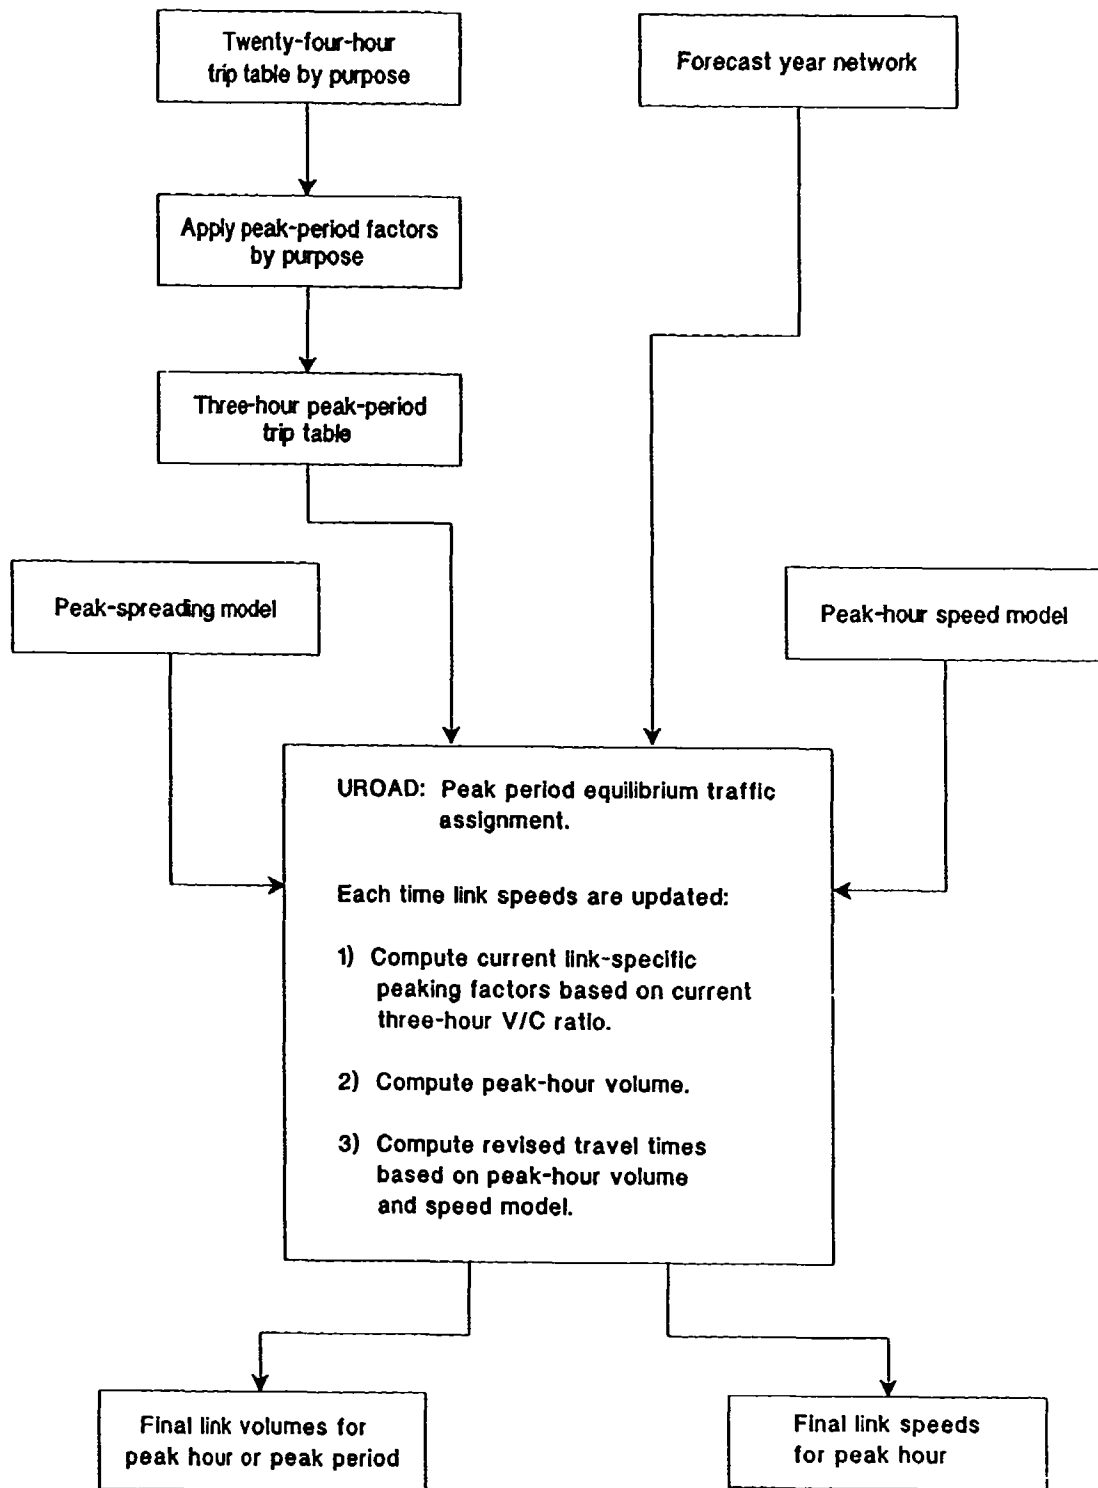 Twenty-four-hour
trip table by purpose
Forecast year network
Apply peak-period factors
by purpose
Three-hour peak-period
trip table
Peak-spreading model
Peak-hour speed model
UROAD: Peak period equilibrium traffic
assignment.
Each time link speeds are updated:
1) Compute current link-specific
peaking factors based on current
three-hour V/C ratio.
2) Compute peak-hour volume.
3) Compute revised travel times
based on peak-hour volume
and speed model.
Final link volumes for
peak hour or peak period
Final link speeds
for peak hour